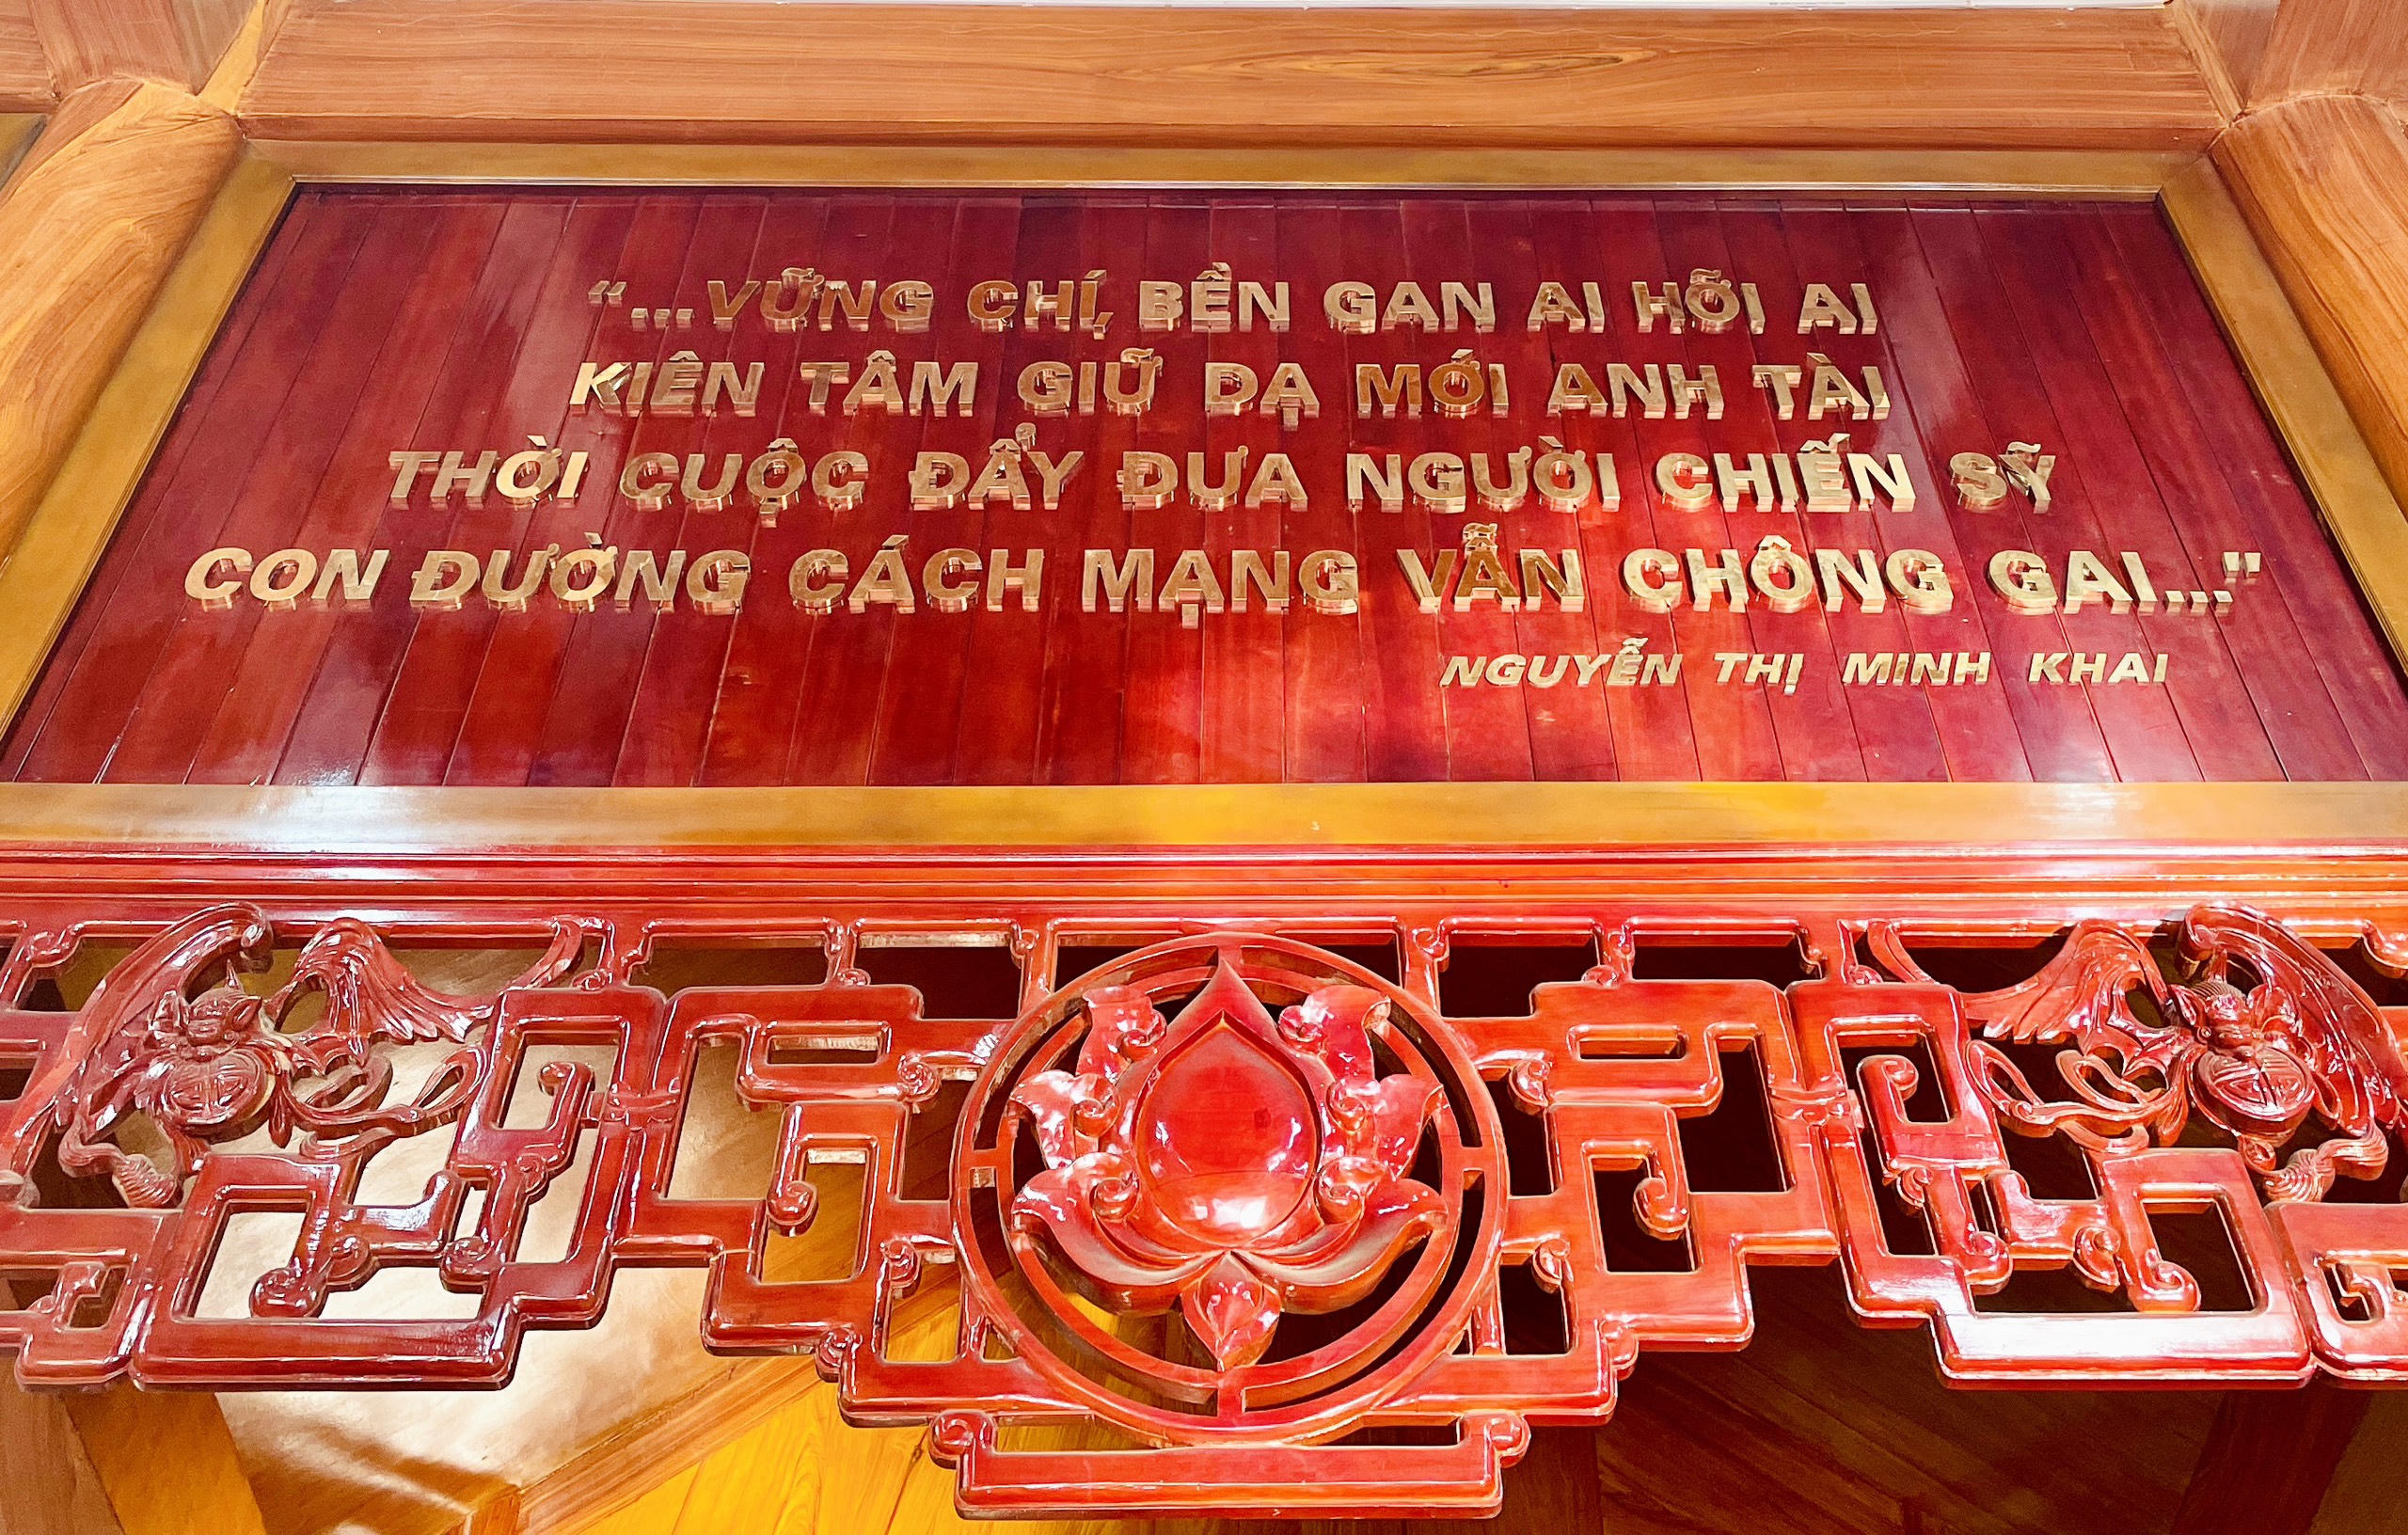 “...VỮNG CHÍ, BỀN GAN AI HỠI AI
KIÊN TÂM GIỮ DẠ MỚI ANH TÀI
THỜI CUỘC ĐẨY ĐƯA NGƯỜI CHIẾN SỸ
CON ĐƯỜNG CÁCH MẠNG VẪN CHÔNG GAI..."
NGUYỄN THỊ MINH KHAI